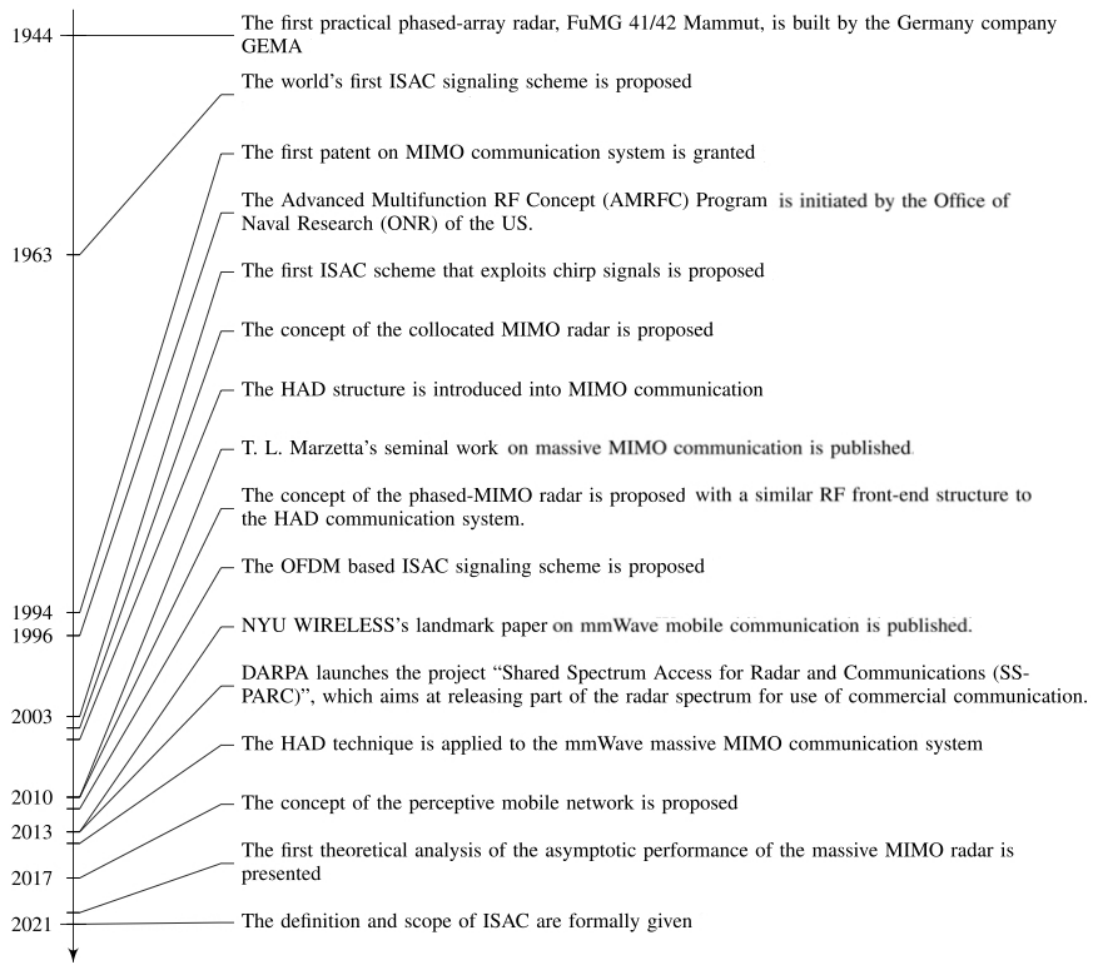 1944
The first practical phased-array radar, FuMG 41/42 Mammut, is built by the Germany company
GEMA
The world's first ISAC signaling scheme is proposed
The first patent on MIMO communication system is granted
The Advanced Multifunction RF Concept (AMRFC) Program is initiated by the Office of
Naval Research (ONR) of the US.
1963
The first ISAC scheme that exploits chirp signals is proposed
The concept of the collocated MIMO radar is proposed
The HAD structure is introduced into MIMO communication
T. L. Marzetta's seminal work on massive MIMO communication is published
The concept of the phased-MIMO radar is proposed with a similar RF front-end structure to
the HAD communication system.
The OFDM based ISAC signaling scheme is proposed
1994
NYU WIRELESS's landmark paper on mmWave mobile communication is published.
1996
DARPA launches the project “Shared Spectrum Access for Radar and Communications (SS-
PARC)”, which aims at releasing part of the radar spectrum for use of commercial communication.
2003
The HAD technique is applied to the mmWave massive MIMO communication system
2010
The concept of the perceptive mobile network is proposed
2013
The first theoretical analysis of the asymptotic performance of the massive MIMO radar is
presented
2017
The definition and scope of ISAC are formally given
2021